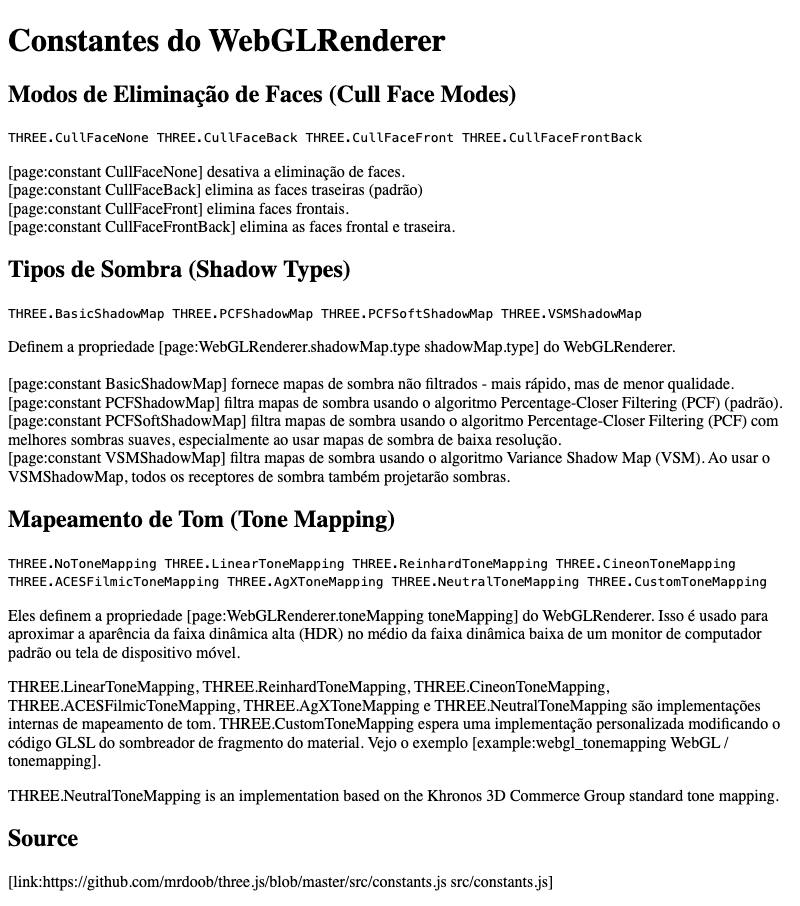 Constantes do WebGLRenderer
Modos de Eliminação de Faces (Cull Face Modes)
THREE.CullFaceNone THREE.CullFaceBack THREE.CullFaceFront THREE.CullFaceFrontBack
[page:constant CullFaceNone] desativa a eliminação de faces.
[page:constant CullFaceBack] elimina as faces traseiras (padrão)
[page:constant CullFaceFront] elimina faces frontais.
[page:constant CullFaceFrontBack] elimina as faces frontal e traseira.
Tipos de Sombra (Shadow Types)
THREE.BasicShadowMap THREE.PCFShadowMap THREE.PCFSoftShadowMap THREE.VSMShadowMap
Definem a propriedade [page:WebGLRenderer.shadowMap.type shadowMap.type] do WebGLRenderer.
[page:constant BasicShadowMap] fornece mapas de sombra não filtrados - mais rápido, mas de menor qualidade.
[page:constant PCFShadowMap] filtra mapas de sombra usando o algoritmo Percentage-Closer Filtering (PCF) (padrão).
[page:constant PCFSoftShadowMap] filtra mapas de sombra usando o algoritmo Percentage-Closer Filtering (PCF) com
melhores sombras suaves, especialmente ao usar mapas de sombra de baixa resolução.
[page:constant VSMShadowMap] filtra mapas de sombra usando o algoritmo Variance Shadow Map (VSM). Ao usar o
VSMShadowMap, todos os receptores de sombra também projetarão sombras.
Mapeamento de Tom (Tone Mapping)
THREE.NoToneMapping THREE.LinearToneMapping THREE.ReinhardToneMapping THREE.CineonToneMapping
THREE.ACESFilmicToneMapping THREE.AgXToneMapping THREE.NeutralToneMapping THREE.CustomToneMapping
Eles definem a propriedade [page:WebGLRenderer.toneMapping toneMapping] do WebGLRenderer. Isso é usado para
aproximar a aparência da faixa dinâmica alta (HDR) no médio da faixa dinâmica baixa de um monitor de computador
padrão ou tela de dispositivo móvel.
THREE.LinearToneMapping, THREE.ReinhardToneMapping, THREE.CineonToneMapping,
THREE.ACESFilmicToneMapping, THREE.AgXToneMapping e THREE.NeutralToneMapping são implementações
internas de mapeamento de tom. THREE.CustomToneMapping espera uma implementação personalizada modificando o
código GLSL do sombreador de fragmento do material. Vejo o exemplo [example:webgl_tonemapping WebGL /
tonemapping].
THREE.NeutralToneMapping is an implementation based on the Khronos 3D Commerce Group standard tone mapping.
Source
[link:https://github.com/mrdoob/three.js/blob/master/src/constants.js src/constants.js]